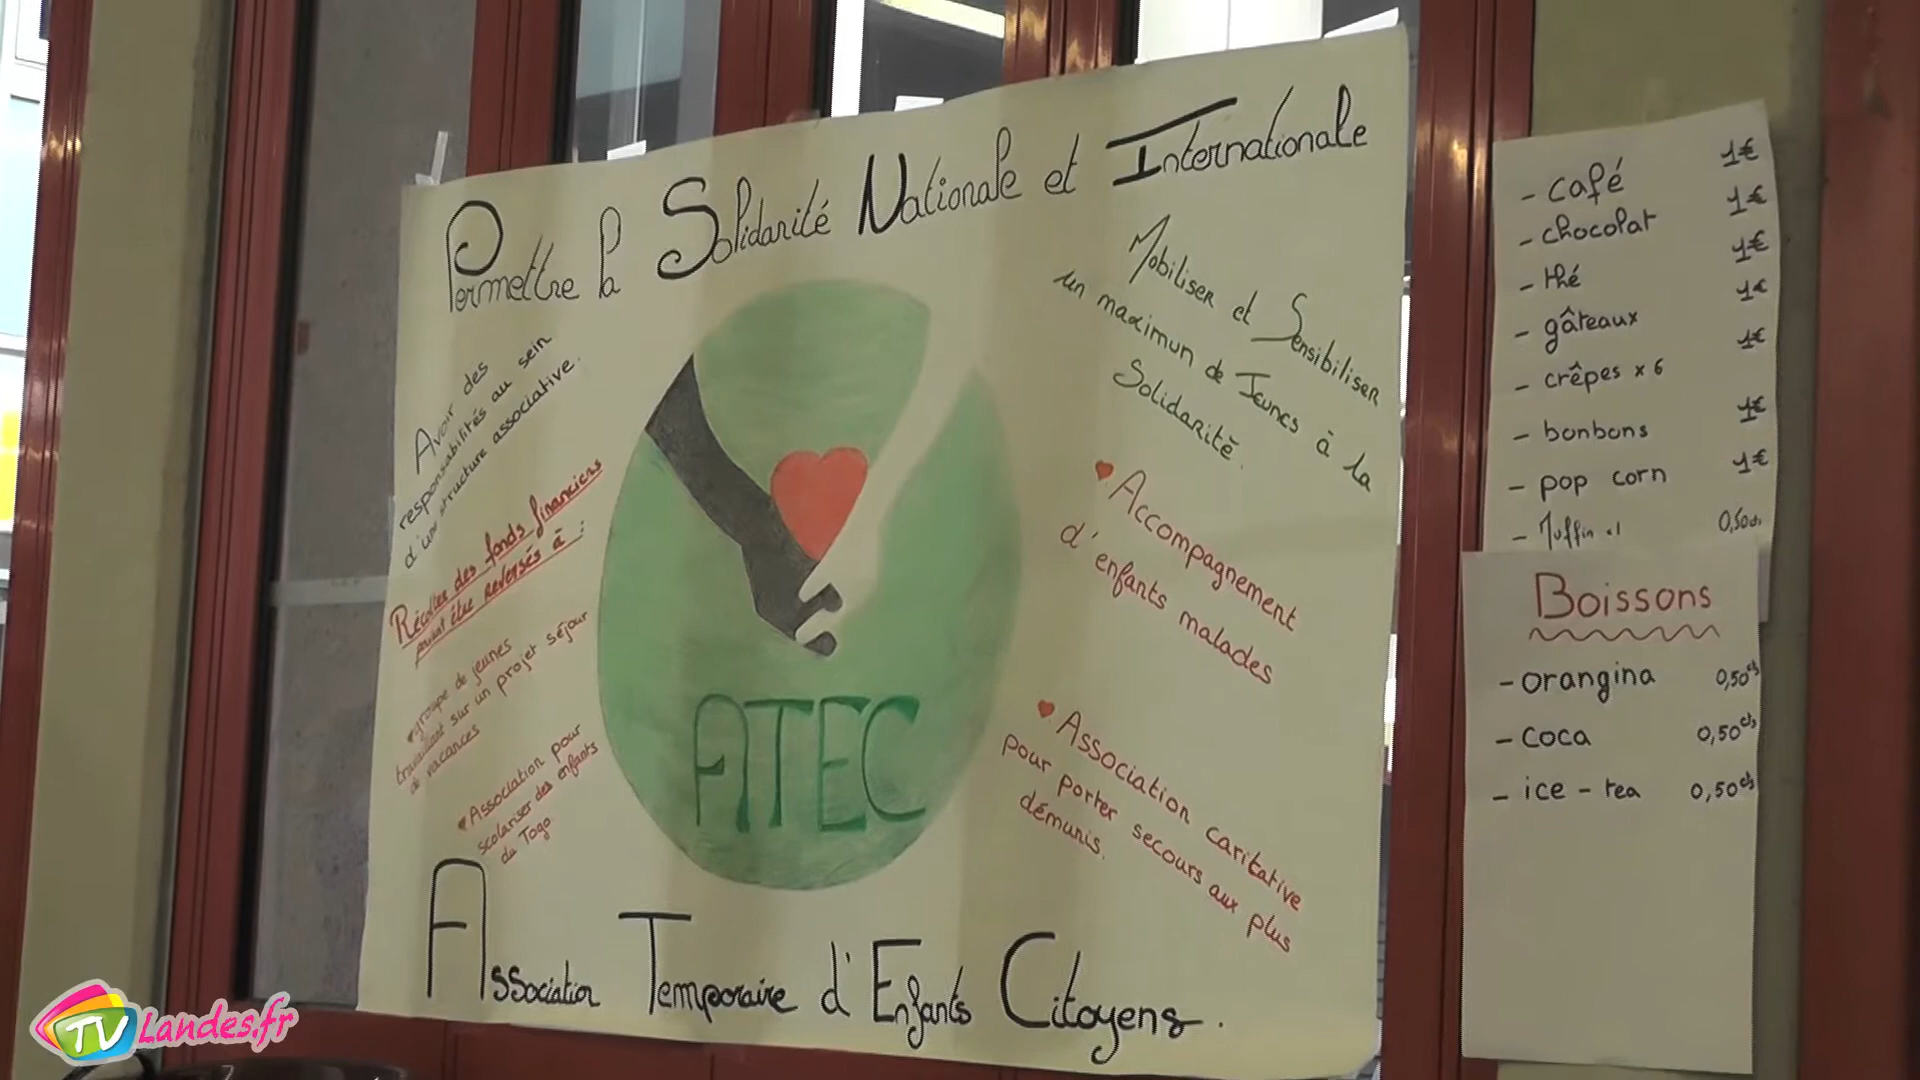 Permettre la Solidarité Nationale et Internationale
Avoir des
responsabilités au sein
d'une structure associative.
Récolter des fonds financiers
pouvant être reversés à :
groupe de jeunes
travaillant sur un projet séjour
de vacances
Association pour
scolariser des enfants
du Togo.
ATEC
Mobiliser et Sensibiliser
un maximun de Jeunes à la
Solidarité.
Accompagnement
d'enfants malades
Association caritative
pour porter secours aux plus
démunis.
Association Temporaire d'Enfants Citoyens.
- café 1€
- chocolat 1€
- thé 1€
- gâteaux 1€
- crêpes x 6 1€
- bonbons 1€
- pop corn 1€
- Muffin 0,50cts
Boissons
- orangina 0,50cts
- coca 0,50cts
- ice-tea 0,50cts
TV Landes.fr